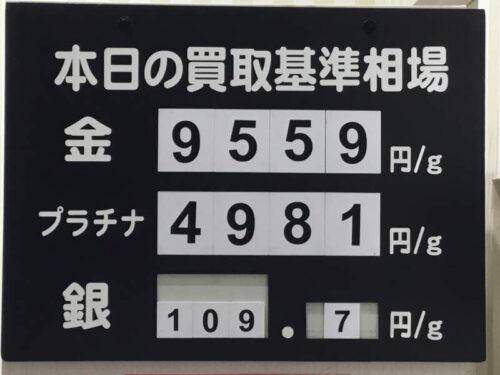 本日の買取基準相場
金 9559 円/g
プラチナ 4981 円/g
銀 109.7 円/g